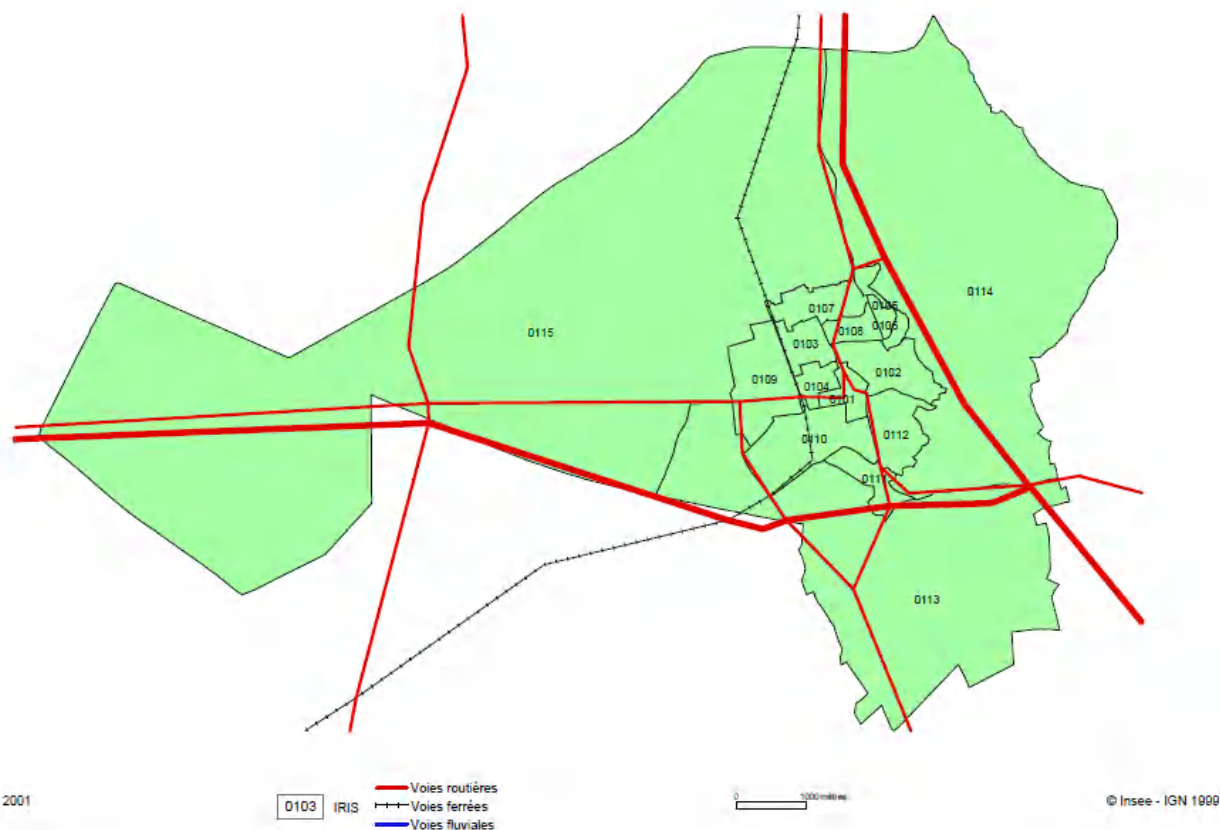 0114
0105
0107
0106
0108
0115
0103
0102
0109
0104
0101
0112
0110
0111
0113
Voies routières
0
1000 mètres
2001
0103 IRIS
Voies ferrées
© Insee - IGN 1999
Voies fluviales